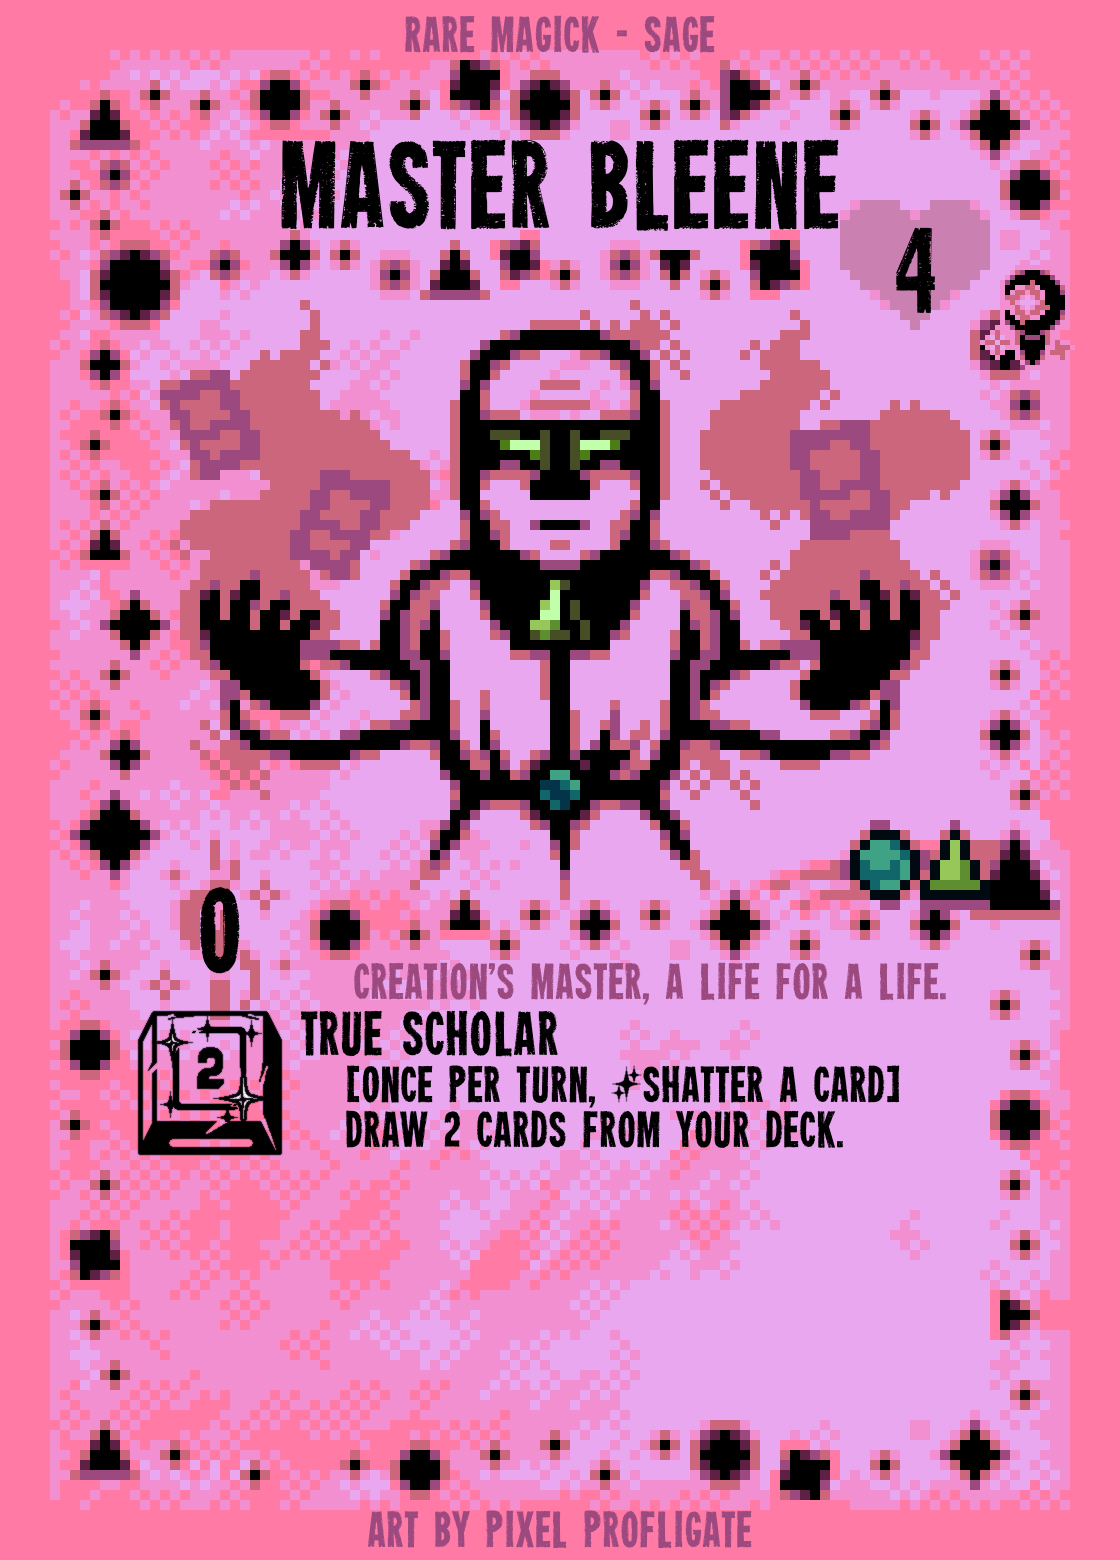 RARE MAGICK - SAGE
MASTER BLEENE
4
0
CREATION'S MASTER, A LIFE FOR A LIFE.
2
TRUE SCHOLAR
[ONCE PER TURN, ✨SHATTER A CARD]
DRAW 2 CARDS FROM YOUR DECK.
ART BY PIXEL PROFLIGATE